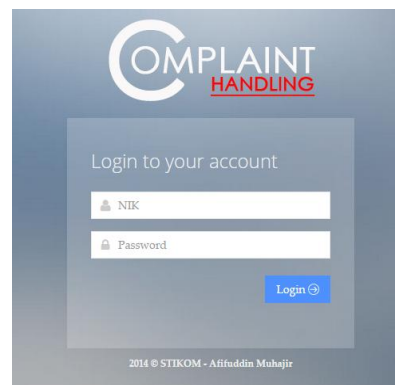 COMPLAINT
HANDLING
Login to your account
NIK
Password
Login
2014 © STIKOM - Afifuddin Muhajir